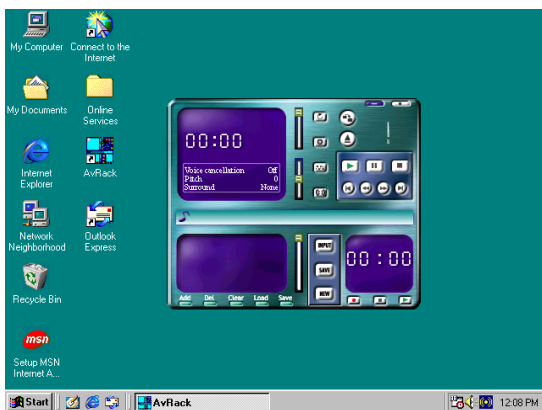 My Computer
Connect to the
Internet
My Documents
Online
Services
Internet
Explorer
AvRack
Network
Neighborhood
Outlook
Express
Recycle Bin
msn
Setup MSN
Internet A...
00:00
Voice cancellation Off
Pitch 0
Surround None
INPUT
SAVE
NEW
00:00
Add Del. Clear Load Save
Start
AvRack
12:08 PM